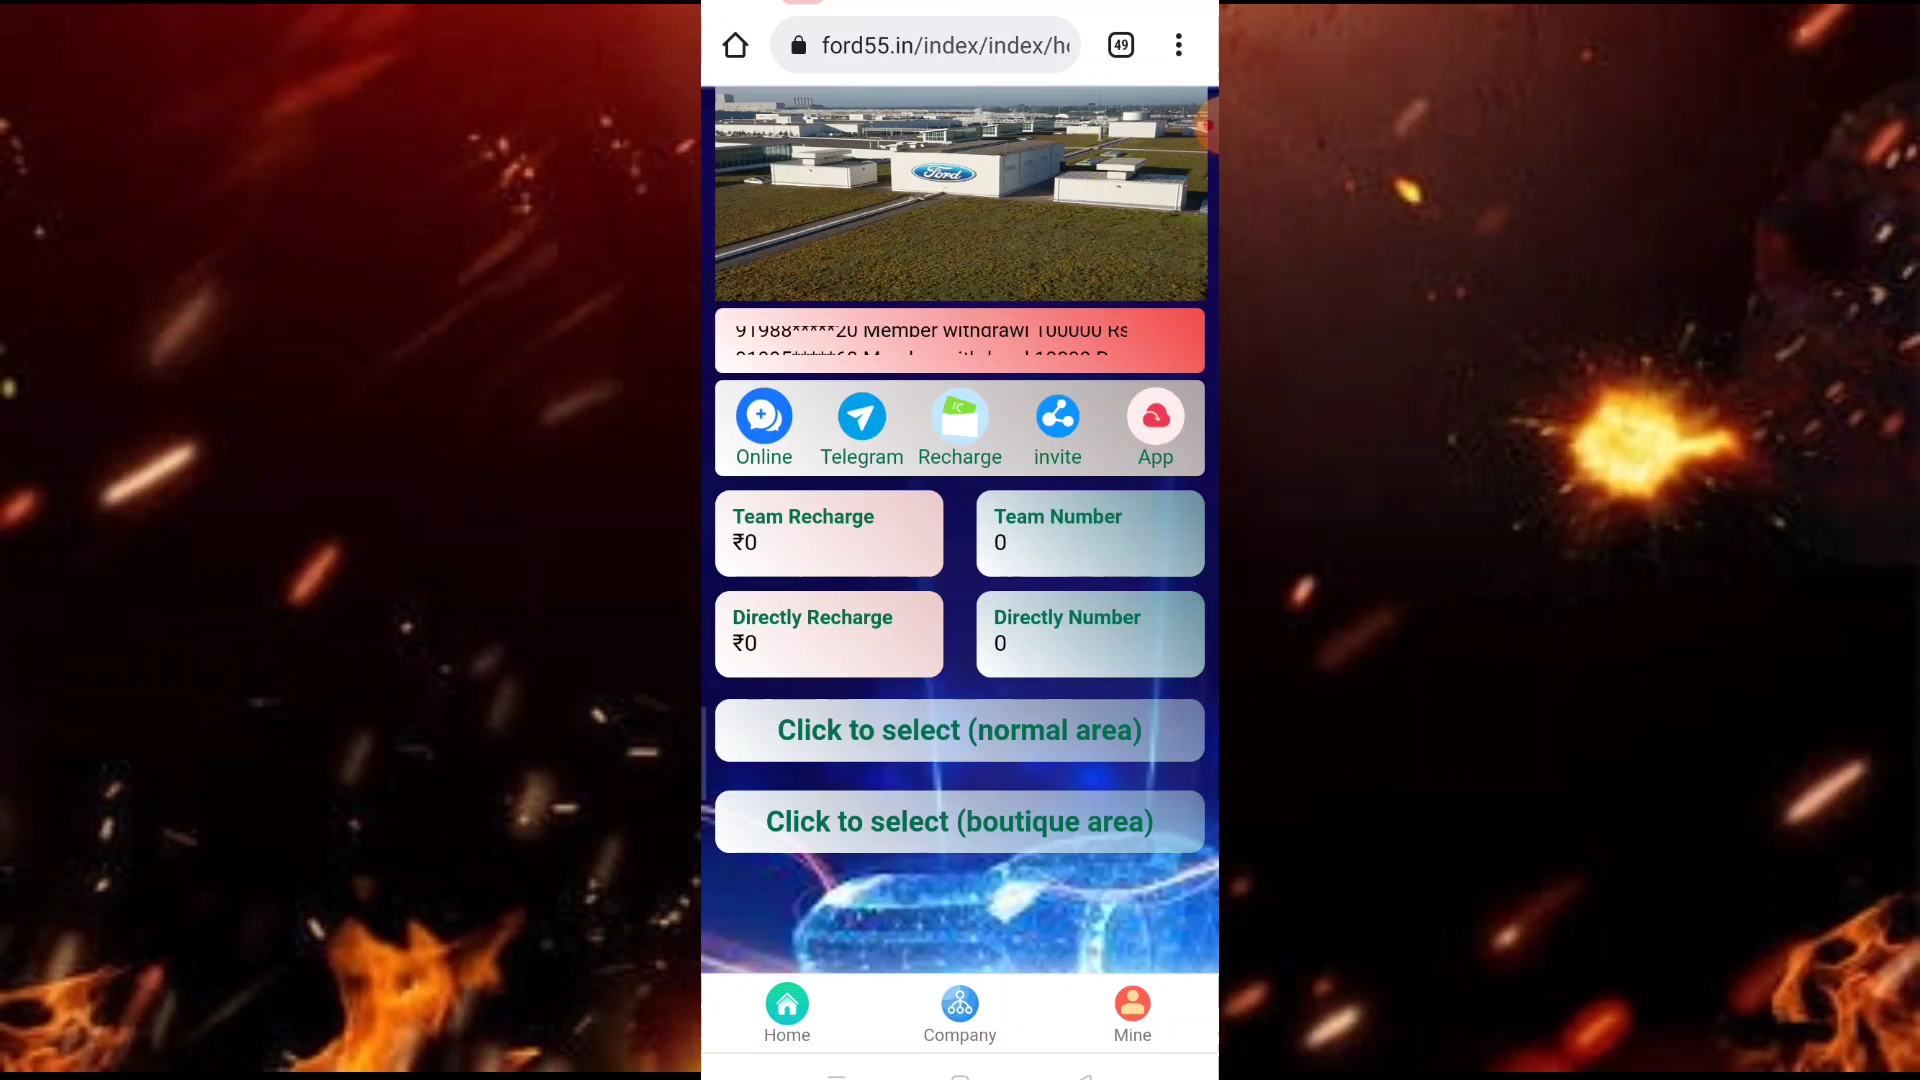 ford55.in/index/index/h
49
Ford
91988*****20 Member withdrawl 100000 Rs
Online
Telegram
Recharge
invite
App
Team Recharge
₹0
Team Number
0
Directly Recharge
₹0
Directly Number
0
Click to select (normal area)
Click to select (boutique area)
Home
Company
Mine